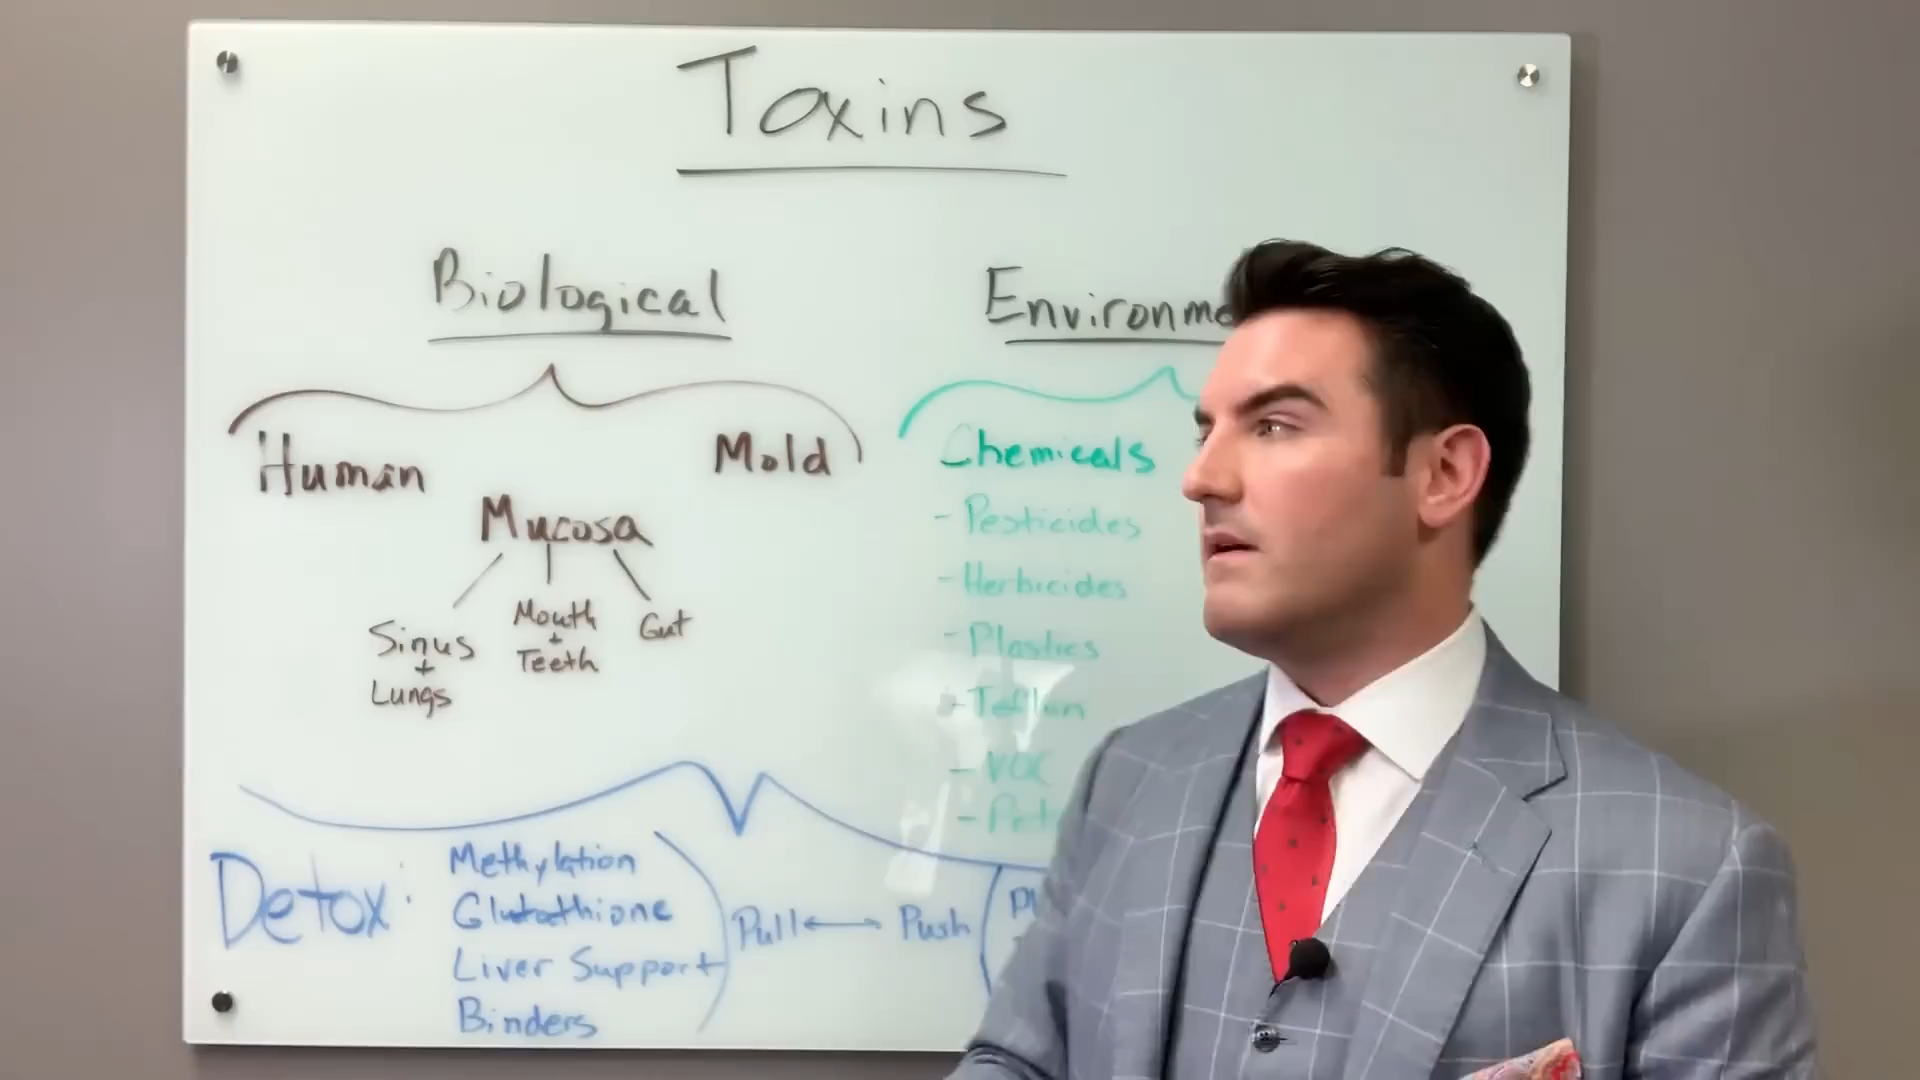 Toxins
Biological
Human
Mold
Mucosa
Sinus
+
Lungs
Mouth
+
Teeth
Gut
Chemicals
- Pesticides
- Herbicides
- Plastics
- Teflon
- VOC
Detox:
Methylation
Glutathione
Liver Support
Binders
Pull ↔ Push